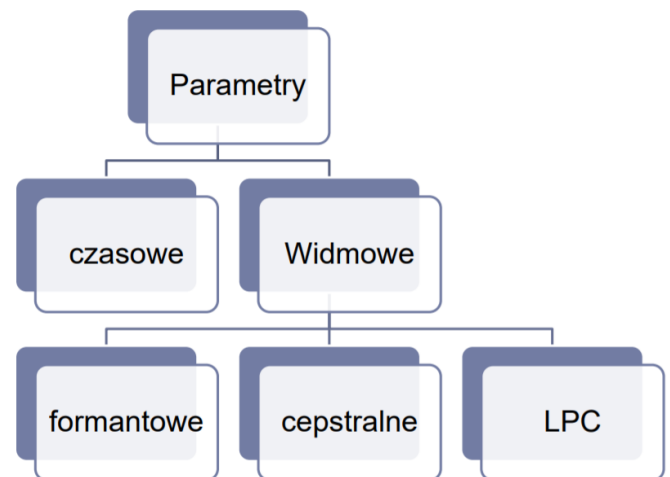 Parametry
czasowe
Widmowe
formantowe
cepstralne
LPC